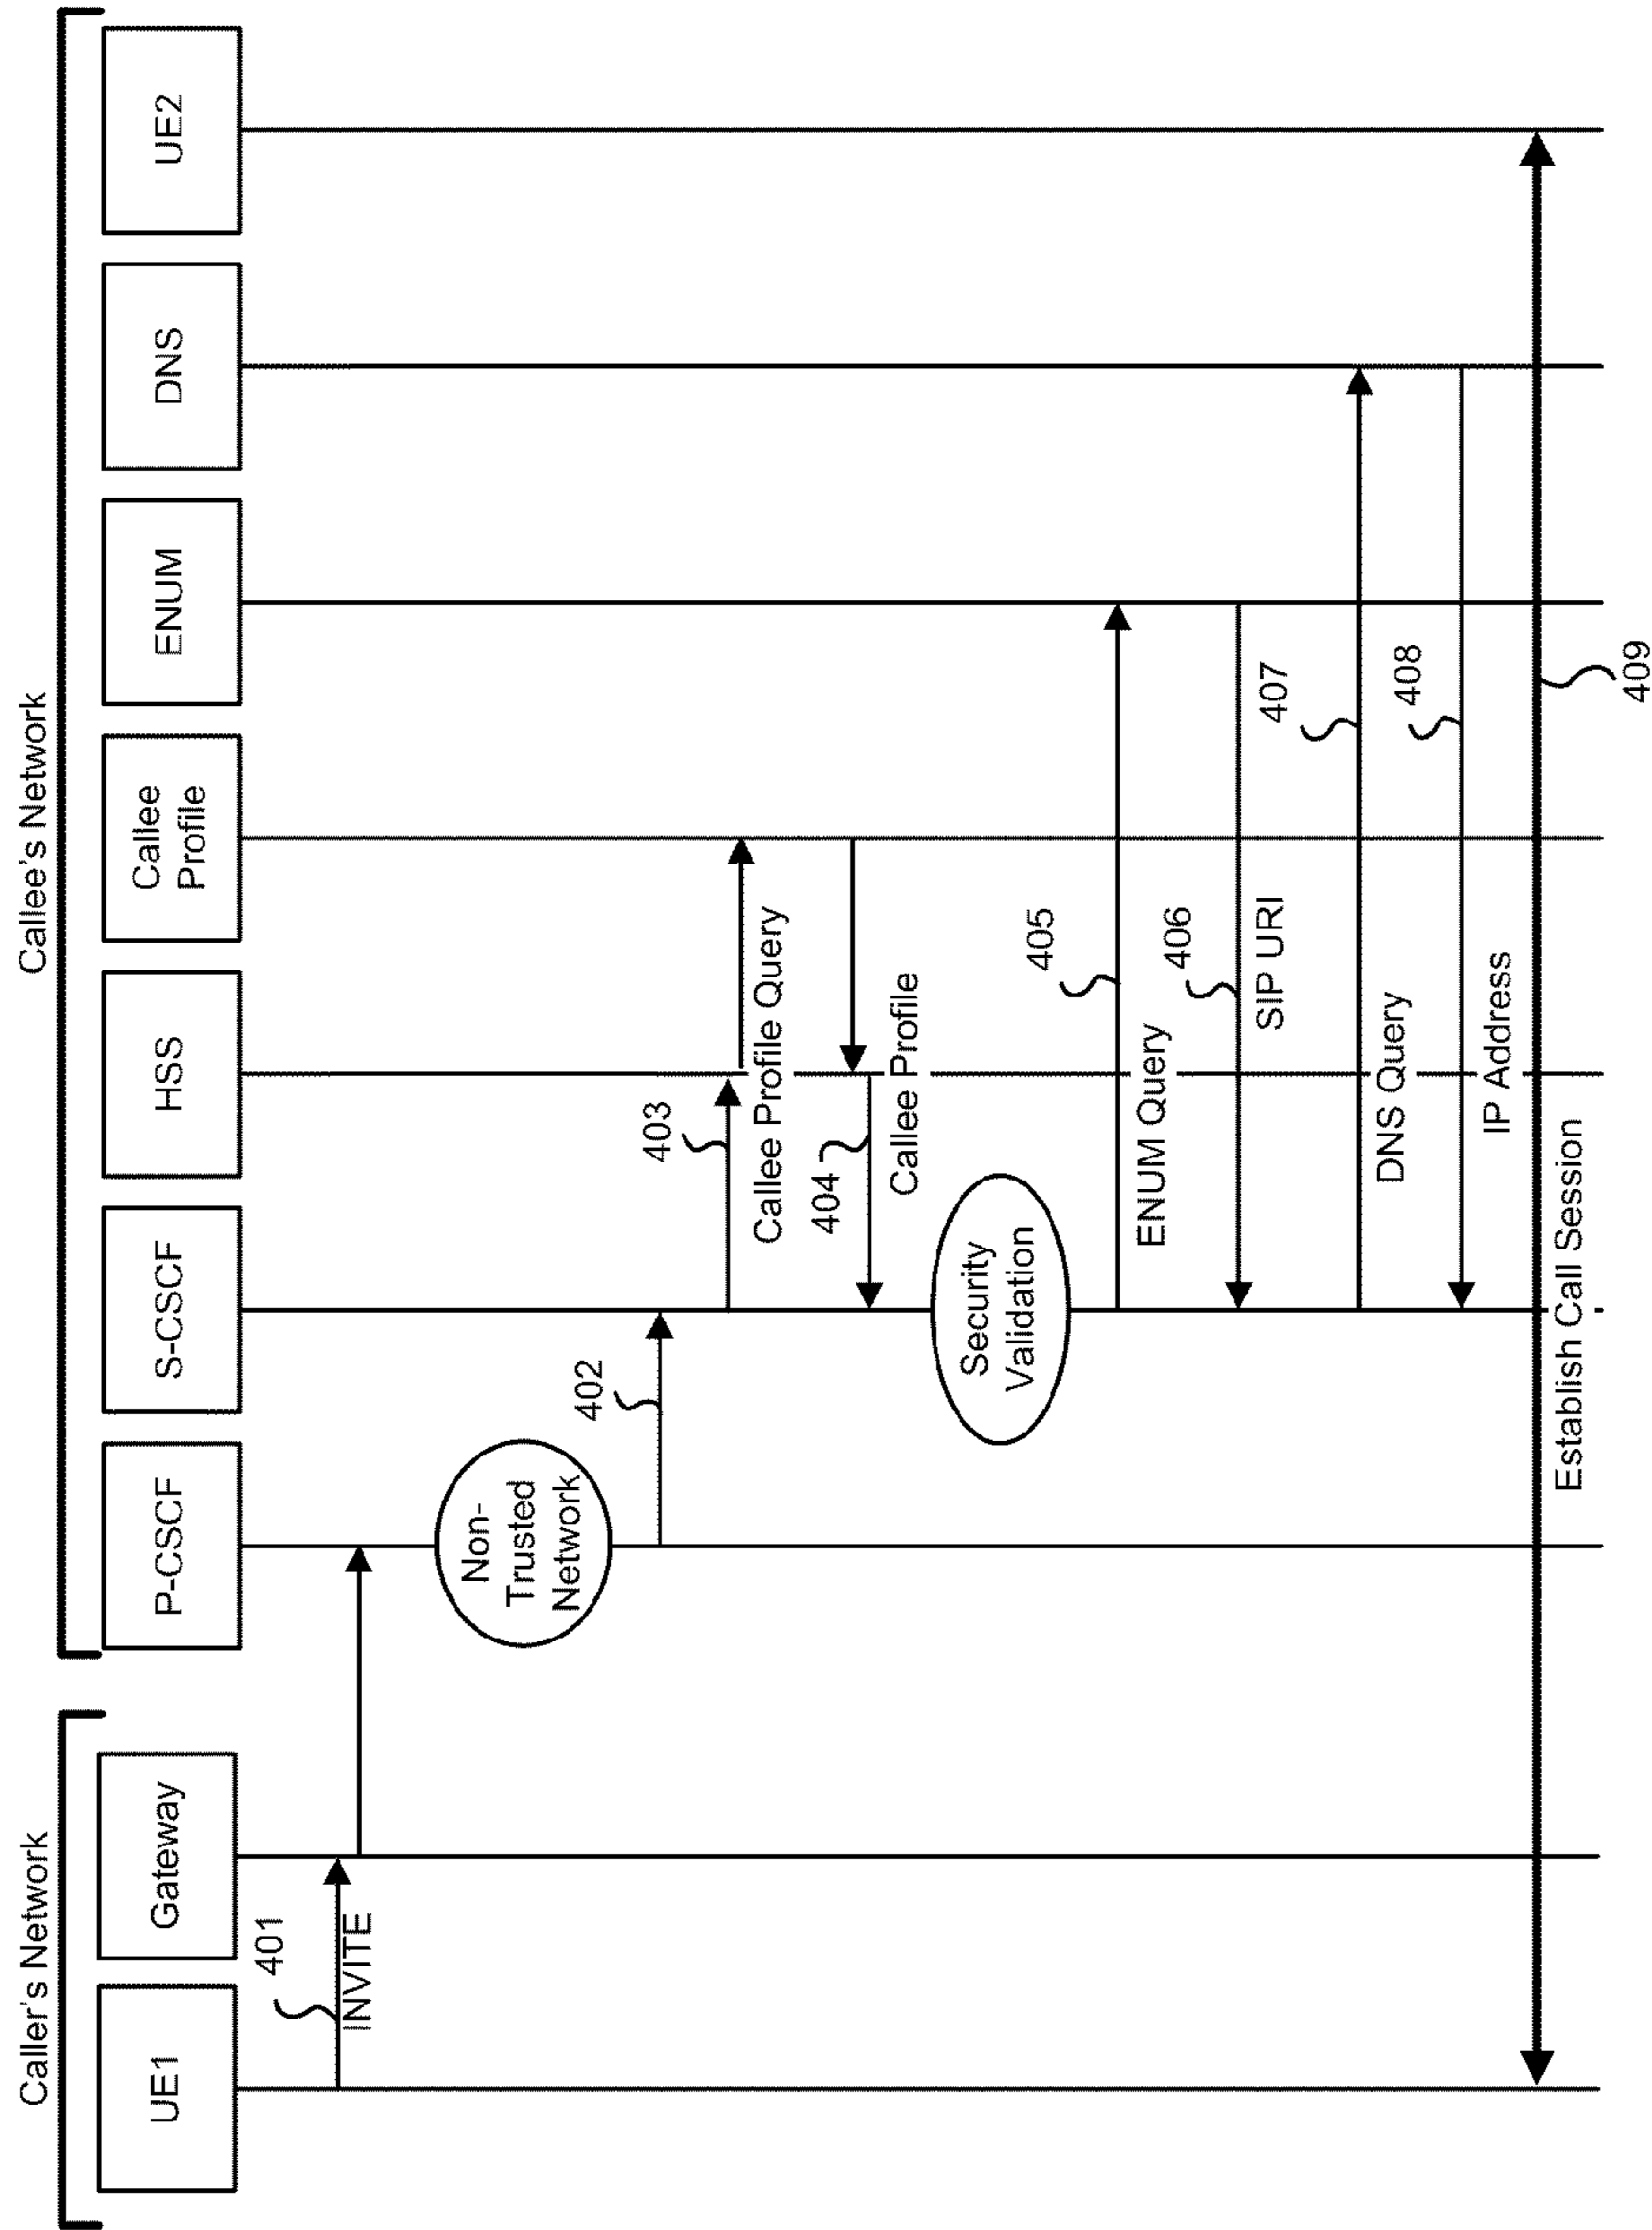 Caller's Network
Callee's Network
UE1
Gateway
P-CSCF
S-CSCF
HSS
Callee
Profile
ENUM
DNS
UE2
401
INVITE
Non-
Trusted
Network
402
403
Callee Profile Query
404
Callee Profile
Security
Validation
405
ENUM Query
406
SIP URI
407
DNS Query
408
IP Address
409
Establish Call Session